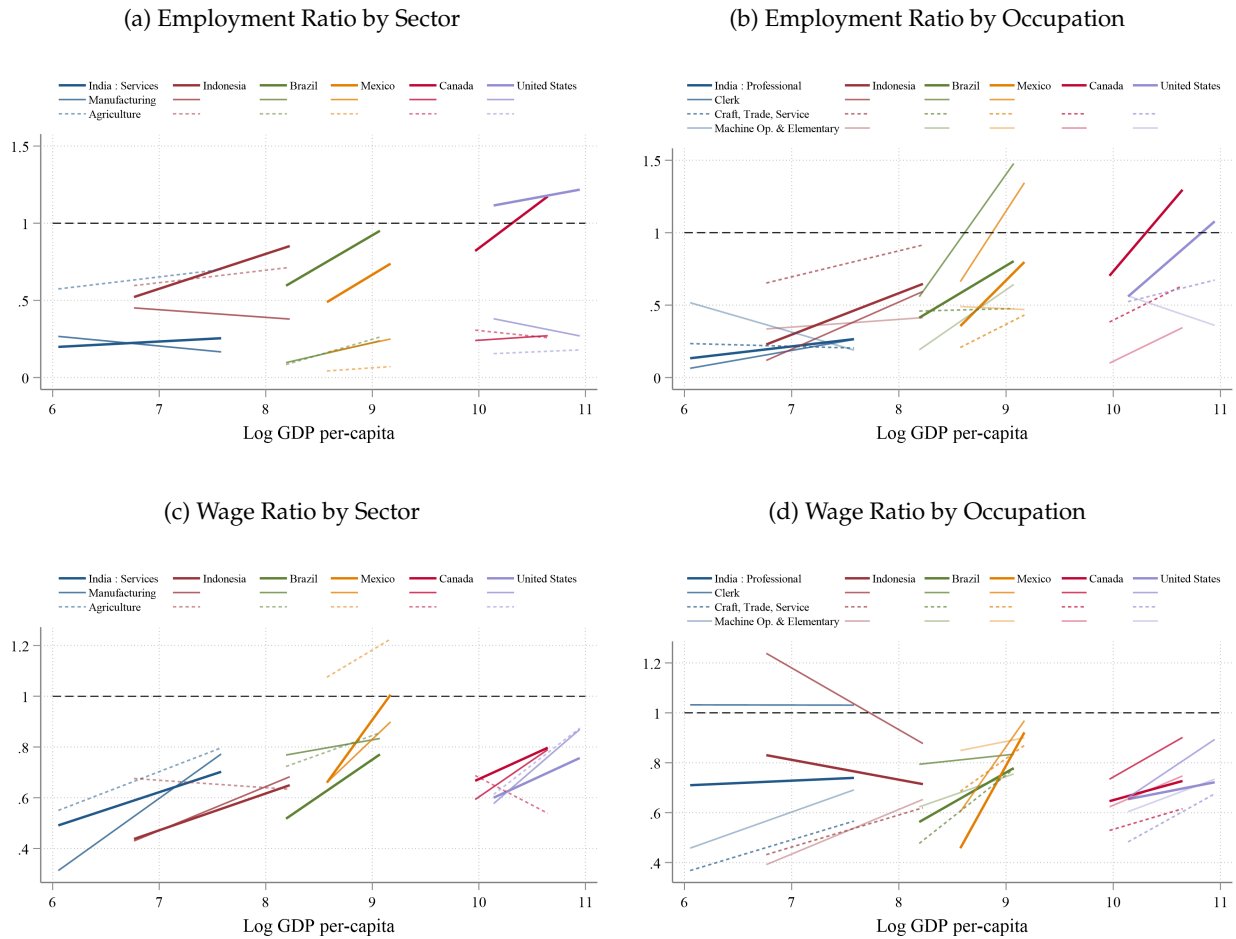 (a) Employment Ratio by Sector
India : Services Indonesia Brazil Mexico Canada United States
Manufacturing
Agriculture
1.5
1
.5
0
6 7 8 9 10 11
Log GDP per-capita
(b) Employment Ratio by Occupation
India : Professional Indonesia Brazil Mexico Canada United States
Clerk
Craft, Trade, Service
Machine Op. & Elementary
1.5
1
.5
0
6 7 8 9 10 11
Log GDP per-capita
(c) Wage Ratio by Sector
India : Services Indonesia Brazil Mexico Canada United States
Manufacturing
Agriculture
1.2
1
.8
.6
.4
6 7 8 9 10 11
Log GDP per-capita
(d) Wage Ratio by Occupation
India : Professional Indonesia Brazil Mexico Canada United States
Clerk
Craft, Trade, Service
Machine Op. & Elementary
1.2
1
.8
.6
.4
6 7 8 9 10 11
Log GDP per-capita